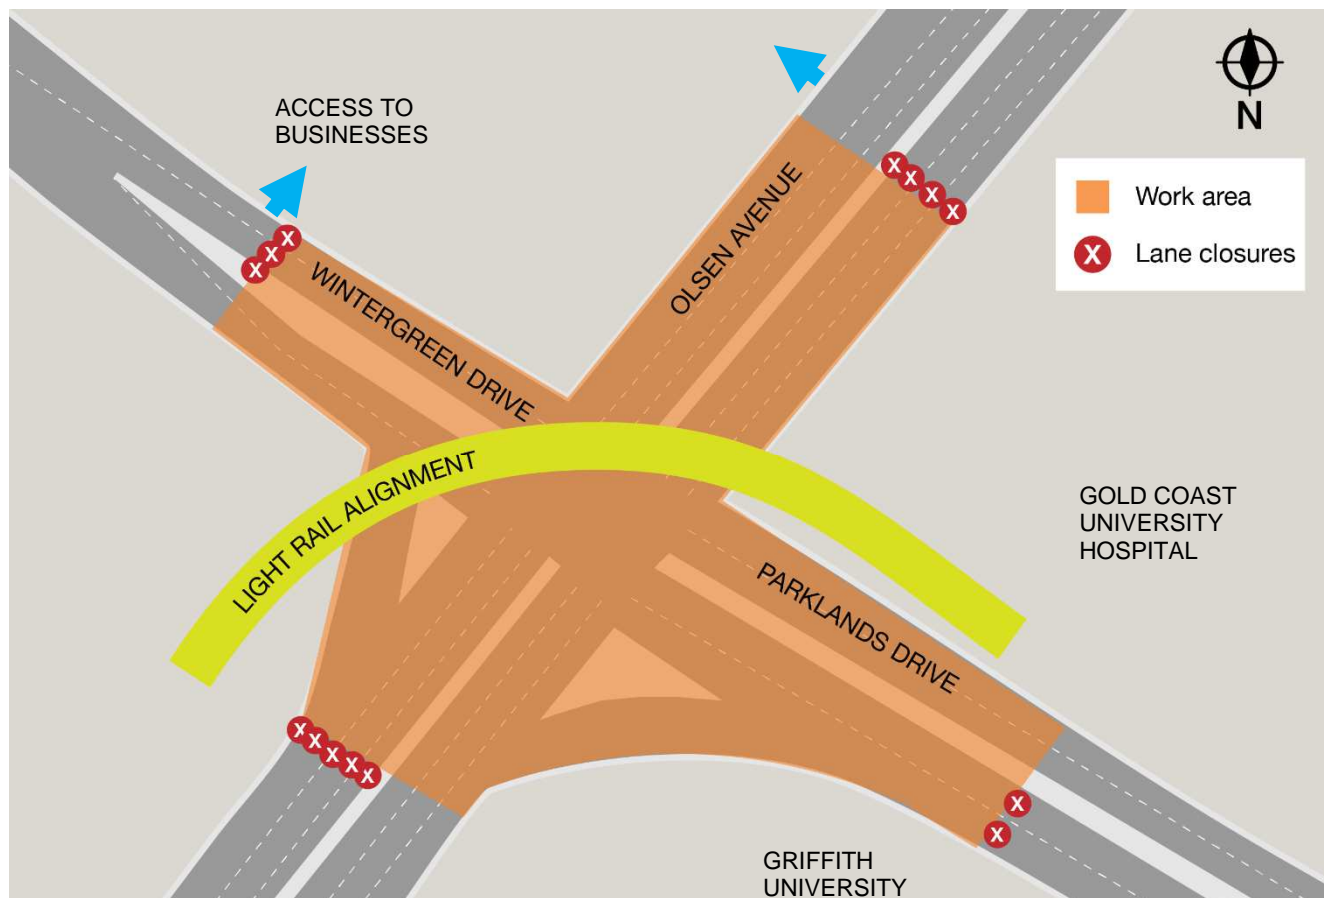 ACCESS TO
BUSINESSES
N
Work area
X Lane closures
OLSEN AVENUE
X X X X
X X X
WINTERGREEN DRIVE
LIGHT RAIL ALIGNMENT
GOLD COAST
UNIVERSITY
HOSPITAL
PARKLANDS DRIVE
X X X X X
X
X
GRIFFITH
UNIVERSITY